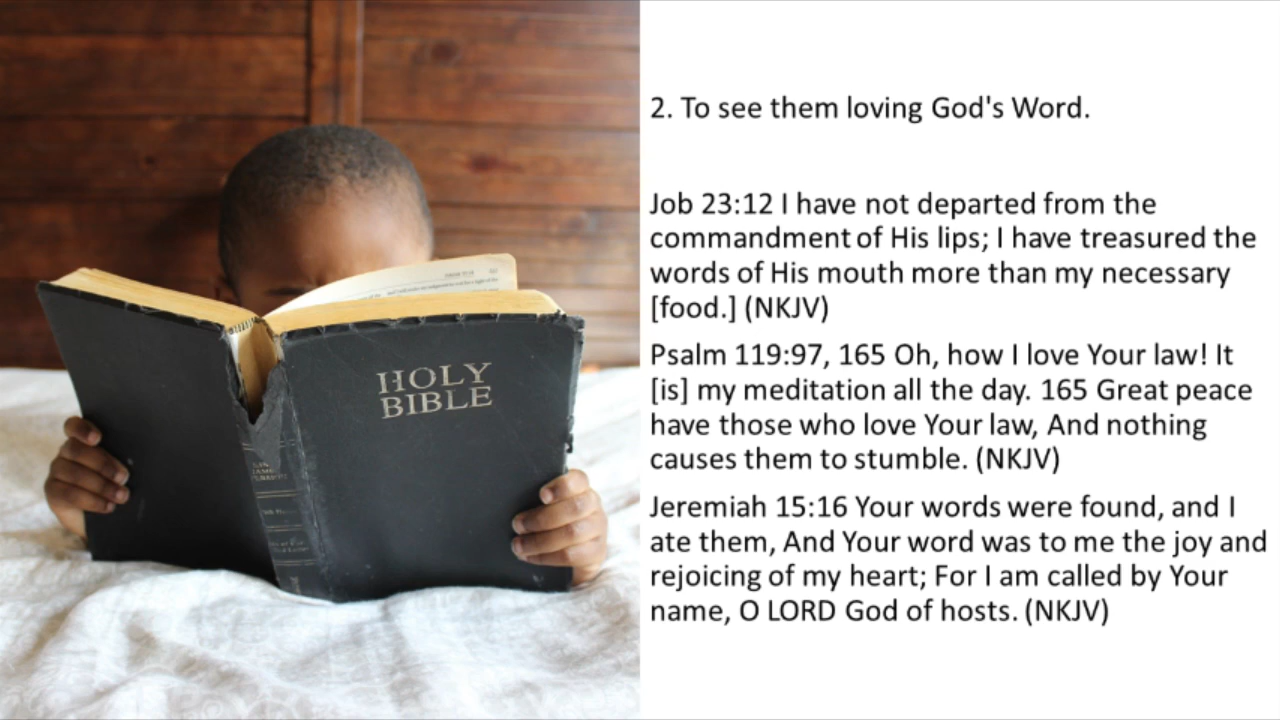 HOLY
BIBLE
2. To see them loving God's Word.
Job 23:12 I have not departed from the
commandment of His lips; I have treasured the
words of His mouth more than my necessary
[food.] (NKJV)
Psalm 119:97, 165 Oh, how I love Your law! It
[is] my meditation all the day. 165 Great peace
have those who love Your law, And nothing
causes them to stumble. (NKJV)
Jeremiah 15:16 Your words were found, and I
ate them, And Your word was to me the joy and
rejoicing of my heart; For I am called by Your
name, O LORD God of hosts. (NKJV)